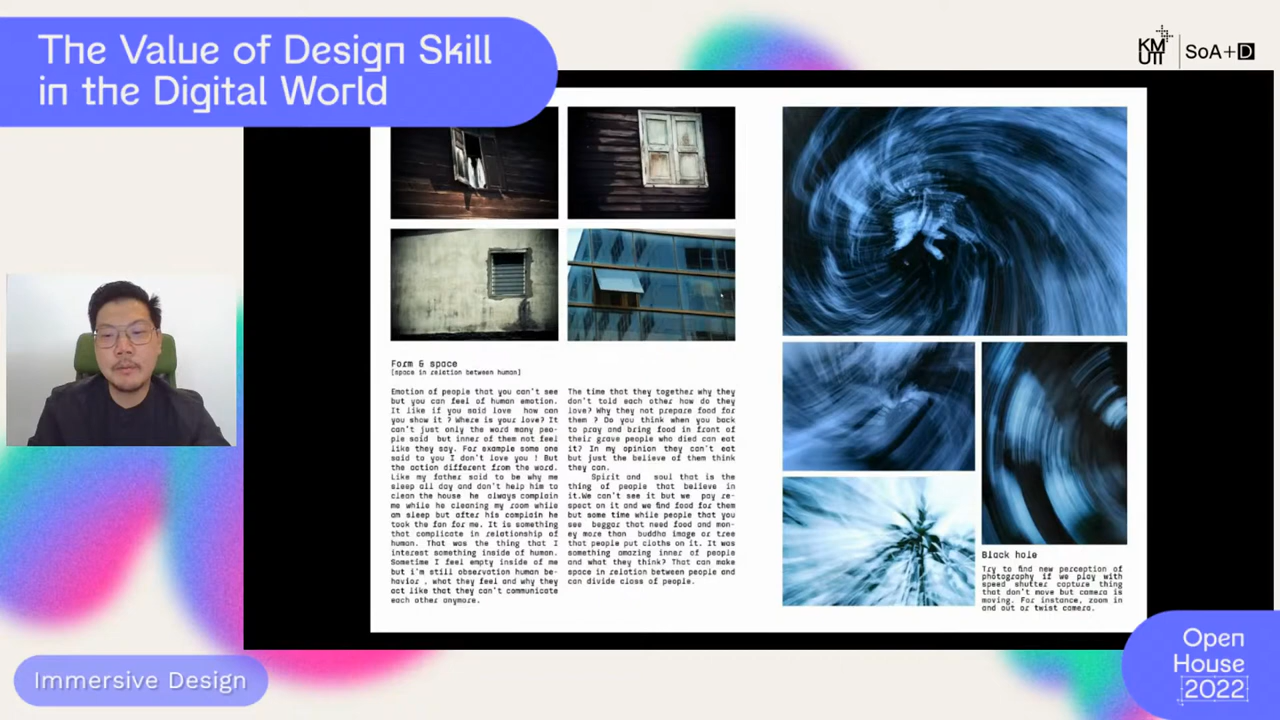 The Value of Design Skill
in the Digital World
KM
UTT
SoA+D
Form & space
[space in relation between human]
Emotion of people that you can't see
but you can feel of human emotion.
It like if you said love how can
you show it ? Where is your love? It
can't just only the word many peo-
ple said but inner of them not feel
like they say. For example some one
said to you I don't love you ! But
the action different from the word.
Like my father said to be why me
sleep all day and don't help him to
clean the house he always complain
me while he cleaning my room while
am sleep but after his complain he
took the fan for me. It is something
that complicate in relationship of
human. That was the thing that I
interest something inside of human.
Sometime I feel empty inside of me
but i'm still observation human be-
havior , what they feel and why they
act like that they can't communicate
each other anymore.
The time that they together why they
don't told each other how do they
love? Why they not prepare food for
them ? Do you think when you back
to pray and bring food in front of
their grave people who died can eat
it? In my opinion they can't eat
but just the believe of them think
they can.
Spirit and soul that is the
thing of people that believe in
it.We can't see it but we pay re-
spect on it and we find food for them
but some time while people that you
see beggar that need food and mon-
ey more than buddha image or tree
that people put cloths on it. It was
something amazing inner of people
and what they think? That can make
space in relation between people and
can divide class of people.
Black hole
Try to find new perception of
photography if we play with
speed shutter capture thing
that don't move but camera is
moving. For instance, zoom in
and out or twist camera.
Immersive Design
Open
House
2022